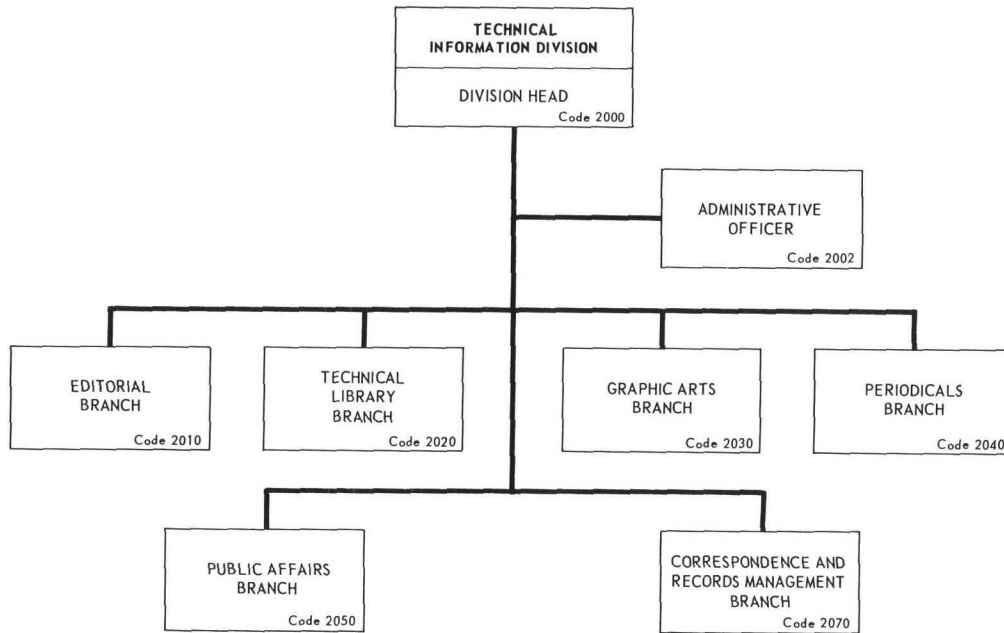 TECHNICAL
INFORMATION DIVISION
DIVISION HEAD
Code 2000
ADMINISTRATIVE
OFFICER
Code 2002
EDITORIAL
BRANCH
Code 2010
TECHNICAL
LIBRARY
BRANCH
Code 2020
GRAPHIC ARTS
BRANCH
Code 2030
PERIODICALS
BRANCH
Code 2040
PUBLIC AFFAIRS
BRANCH
Code 2050
CORRESPONDENCE AND
RECORDS MANAGEMENT
BRANCH
Code 2070